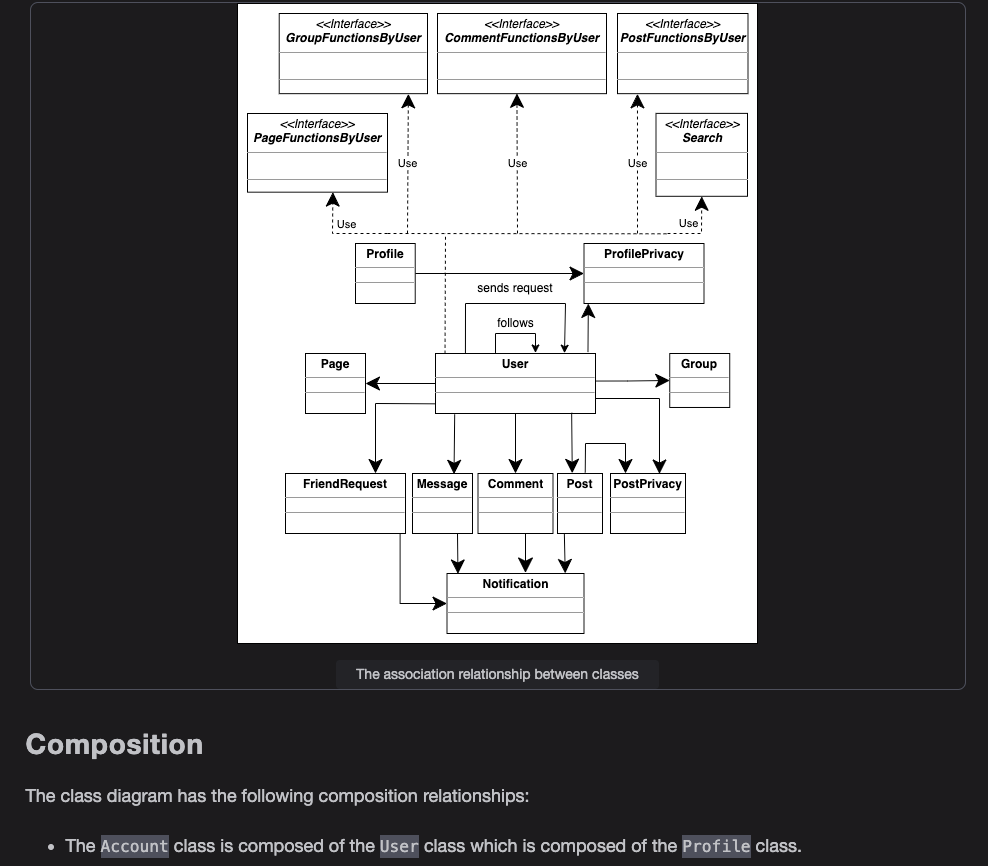 <<Interface>>
GroupFunctionsByUser
<<Interface>>
CommentFunctionsByUser
<<Interface>>
PostFunctionsByUser
<<Interface>>
PageFunctionsByUser
<<Interface>>
Search
Use
Use
Use
Use
Use
Profile
ProfilePrivacy
sends request
follows
Page
User
Group
FriendRequest
Message
Comment
Post
PostPrivacy
Notification
The association relationship between classes
Composition
The class diagram has the following composition relationships:
• The Account class is composed of the User class which is composed of the Profile class.